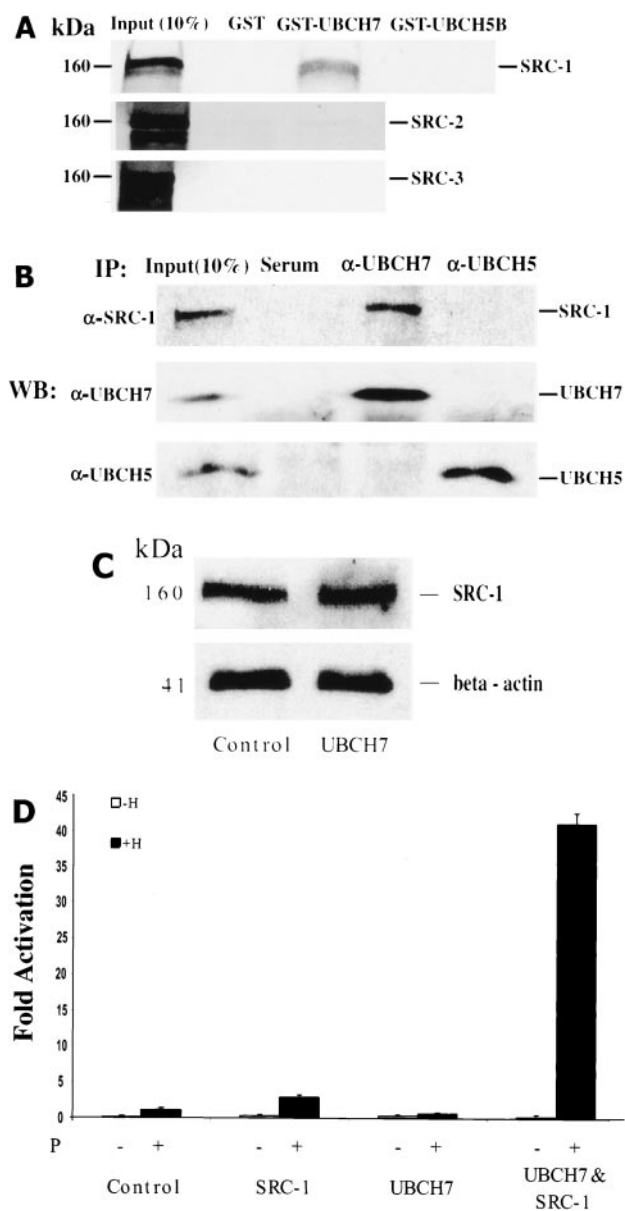 A kDa Input (10%) GST GST-UBCH7 GST-UBCH5B
160 SRC-1
160 SRC-2
160 SRC-3
B IP: Input(10%) Serum α-UBCH7 α-UBCH5
α-SRC-1 SRC-1
WB: α-UBCH7 UBCH7
α-UBCH5 UBCH5
C kDa
160 SRC-1
41 beta - actin
Control UBCH7
D
Fold Activation
45
40
35
30
25
20
15
10
5
0
-H
+H
P - + - + - + - +
Control SRC-1 UBCH7 UBCH7 &
SRC-1